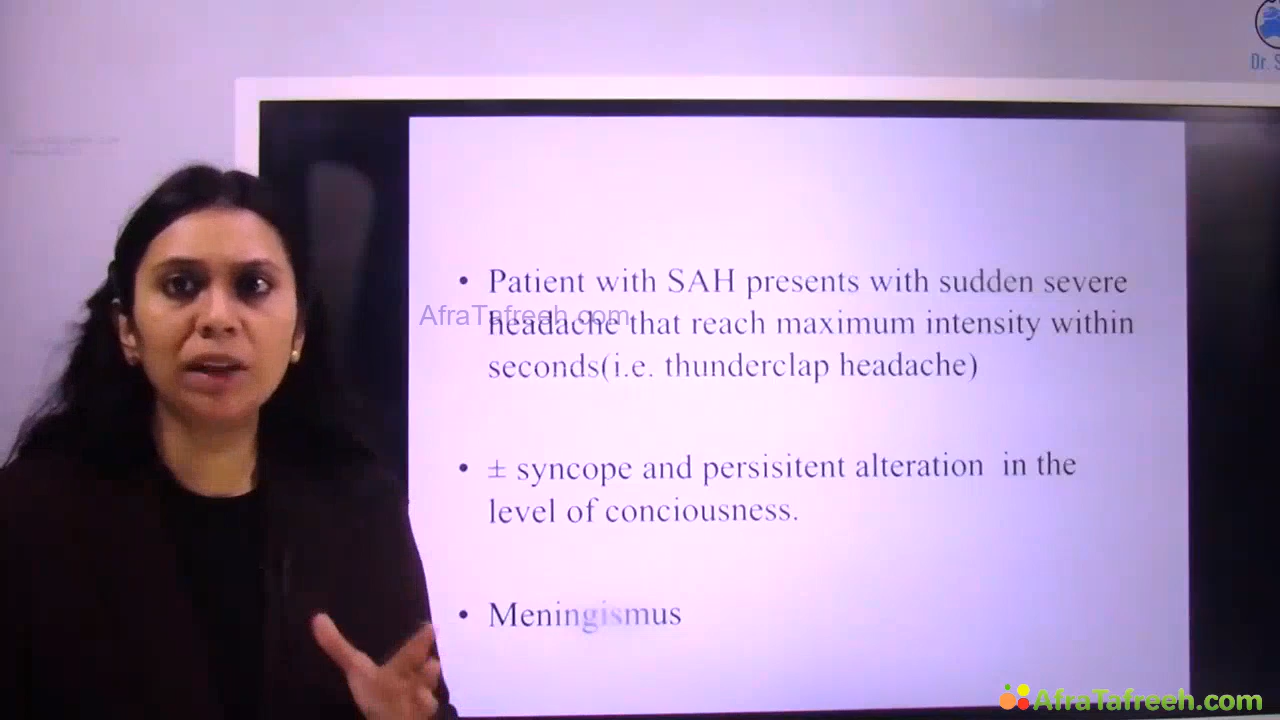 Dr. S
• Patient with SAH presents with sudden severe
AfraTafreeh.com
headache that reach maximum intensity within
seconds(i.e. thunderclap headache)
• ± syncope and persisitent alteration in the
level of conciousness.
• Meningismus
AfraTafreeh.com